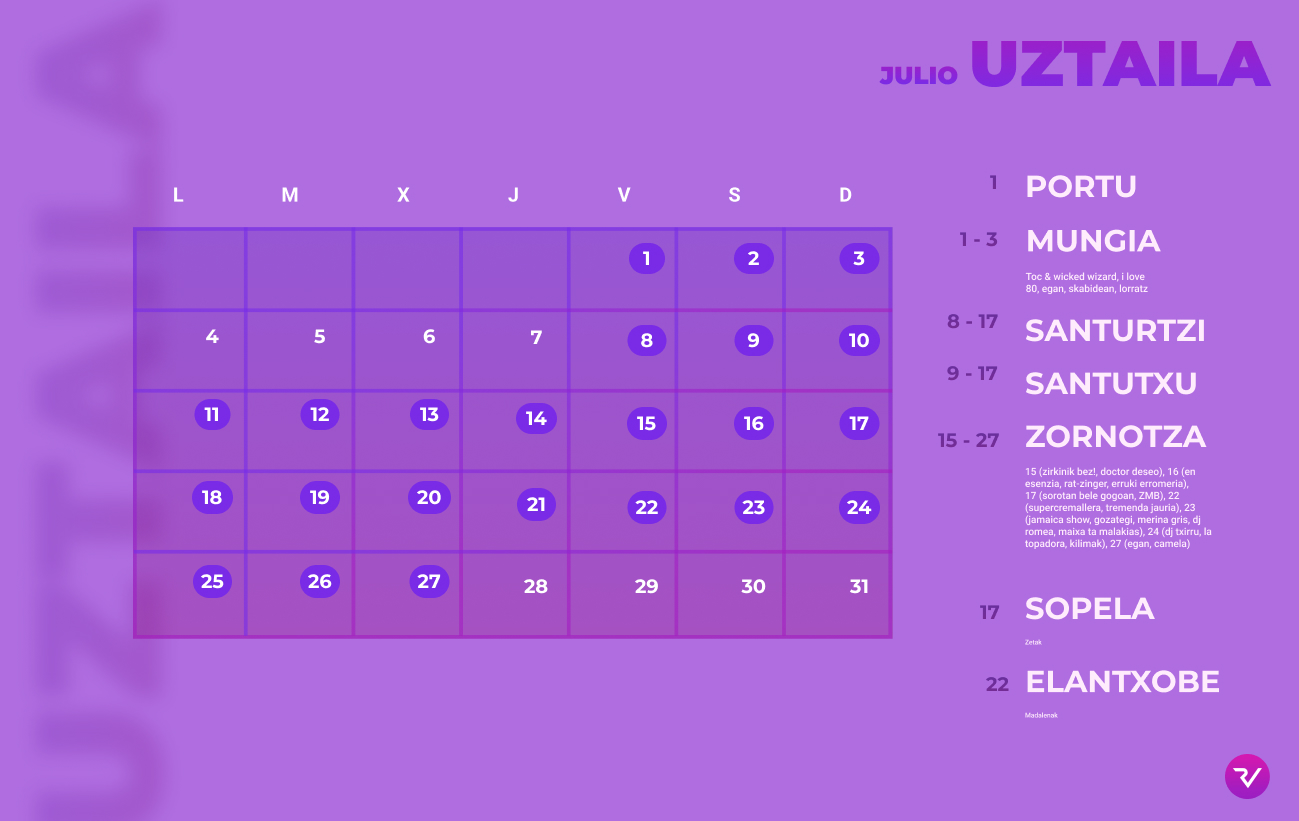 JULIO UZTAILA
UZTAILA
L M X J V S D
1 2 3
4 5 6 7 8 9 10
11 12 13 14 15 16 17
18 19 20 21 22 23 24
25 26 27 28 29 30 31
1 PORTU
1 - 3 MUNGIA
Toc & wicked wizard, i love
80, egan, skabidean, lorratz
8 - 17 SANTURTZI
9 - 17 SANTUTXU
15 - 27 ZORNOTZA
15 (zirkinik bez!, doctor deseo), 16 (en
esenzia, rat-zinger, erruki erromeria),
17 (sorotan bele gogoan, ZMB), 22
(supercremallera, tremenda jauria), 23
(jamaica show, gozategi, merina gris, dj
romea, maixa ta malakias), 24 (dj txirru, la
topadora, kilimak), 27 (egan, camela)
17 SOPELA
Zetak
22 ELANTXOBE
Madalenak
RV